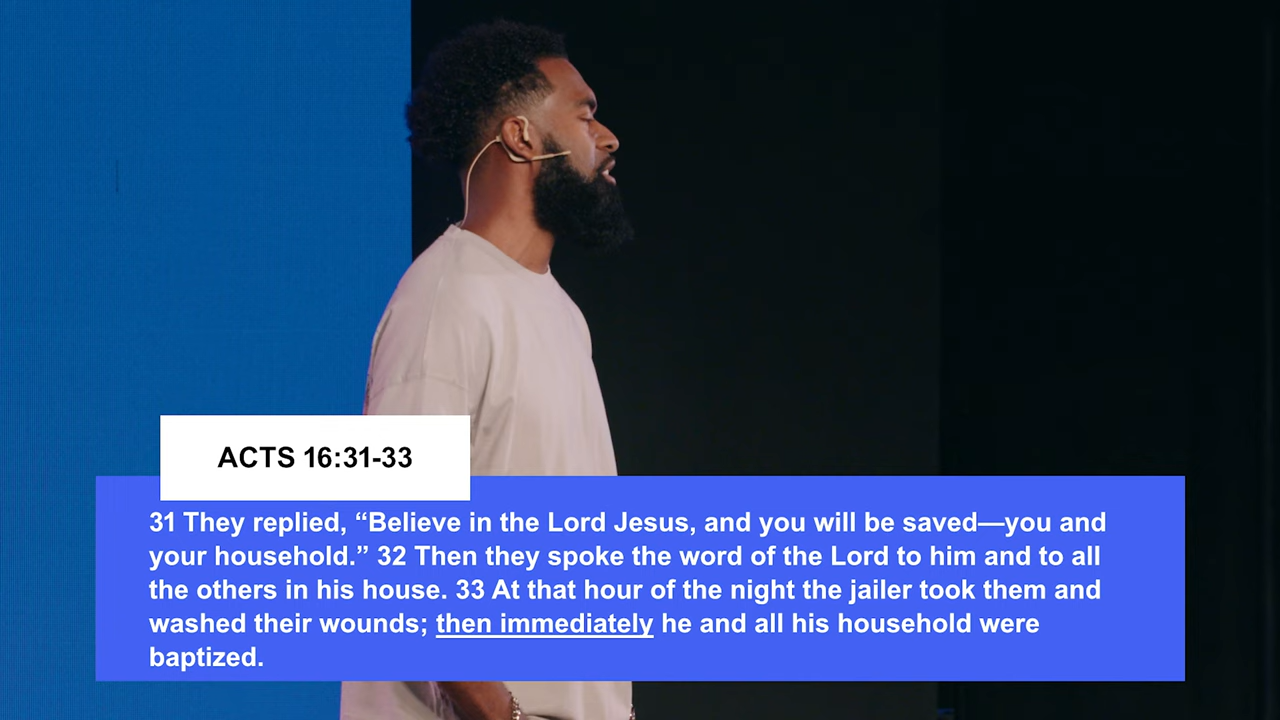 ACTS 16:31-33
31 They replied, “Believe in the Lord Jesus, and you will be saved—you and
your household.” 32 Then they spoke the word of the Lord to him and to all
the others in his house. 33 At that hour of the night the jailer took them and
washed their wounds; then immediately he and all his household were
baptized.